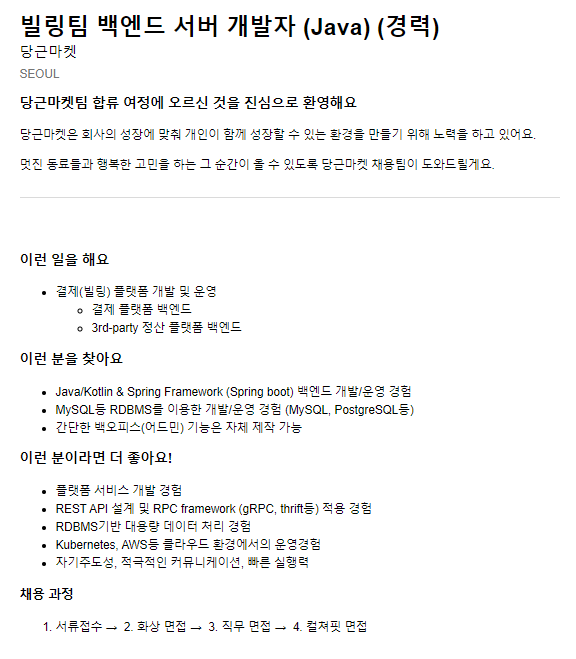 빌링팀 백엔드 서버 개발자 (Java) (경력)
당근마켓
SEOUL
당근마켓팀 합류 여정에 오르신 것을 진심으로 환영해요
당근마켓은 회사의 성장에 맞춰 개인이 함께 성장할 수 있는 환경을 만들기 위해 노력을 하고 있어요.
멋진 동료들과 행복한 고민을 하는 그 순간이 올 수 있도록 당근마켓 채용팀이 도와드릴게요.
이런 일을 해요
• 결제(빌링) 플랫폼 개발 및 운영
◦ 결제 플랫폼 백엔드
◦ 3rd-party 정산 플랫폼 백엔드
이런 분을 찾아요
• Java/Kotlin & Spring Framework (Spring boot) 백엔드 개발/운영 경험
• MySQL등 RDBMS를 이용한 개발/운영 경험 (MySQL, PostgreSQL등)
• 간단한 백오피스(어드민) 기능은 자체 제작 가능
이런 분이라면 더 좋아요!
• 플랫폼 서비스 개발 경험
• REST API 설계 및 RPC framework (gRPC, thrift등) 적용 경험
• RDBMS기반 대용량 데이터 처리 경험
• Kubernetes, AWS등 클라우드 환경에서의 운영경험
• 자기주도성, 적극적인 커뮤니케이션, 빠른 실행력
채용 과정
1. 서류접수 → 2. 화상 면접 → 3. 직무 면접 → 4. 컬쳐핏 면접